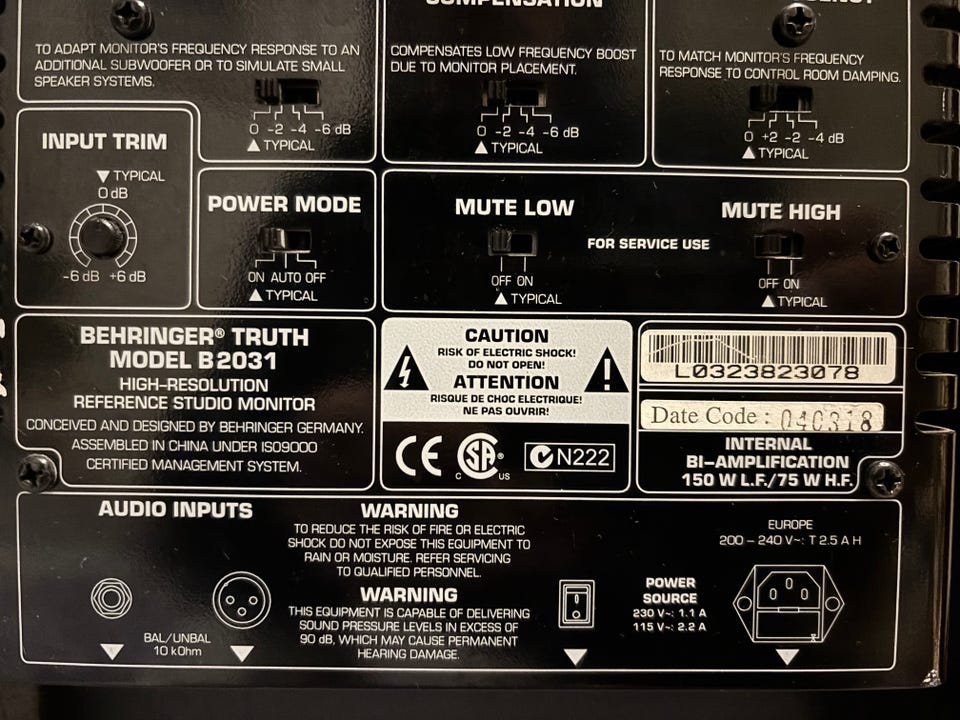 COMPENSATION
TO ADAPT MONITOR'S FREQUENCY RESPONSE TO AN
ADDITIONAL SUBWOOFER OR TO SIMULATE SMALL
SPEAKER SYSTEMS.
0 -2 -4 -6 dB
▲ TYPICAL
COMPENSATES LOW FREQUENCY BOOST
DUE TO MONITOR PLACEMENT.
0 -2 -4 -6 dB
▲ TYPICAL
TO MATCH MONITOR'S FREQUENCY
RESPONSE TO CONTROL ROOM DAMPING.
0 +2 -2 -4 dB
▲ TYPICAL
INPUT TRIM
▼ TYPICAL
0 dB
-6 dB +6 dB
POWER MODE
ON AUTO OFF
▲ TYPICAL
MUTE LOW
OFF ON
▲ TYPICAL
FOR SERVICE USE
MUTE HIGH
OFF ON
▲ TYPICAL
BEHRINGER® TRUTH
MODEL B2031
HIGH-RESOLUTION
REFERENCE STUDIO MONITOR
CONCEIVED AND DESIGNED BY BEHRINGER GERMANY.
ASSEMBLED IN CHINA UNDER ISO9000
CERTIFIED MANAGEMENT SYSTEM.
CAUTION
RISK OF ELECTRIC SHOCK!
DO NOT OPEN!
ATTENTION
RISQUE DE CHOC ELECTRIQUE!
NE PAS OUVRIR!
CE C SA® US N222
L0323823078
Date Code : 040318
INTERNAL
BI-AMPLIFICATION
150 W L.F./75 W H.F.
AUDIO INPUTS
BAL/UNBAL
10 kOhm
WARNING
TO REDUCE THE RISK OF FIRE OR ELECTRIC
SHOCK DO NOT EXPOSE THIS EQUIPMENT TO
RAIN OR MOISTURE. REFER SERVICING
TO QUALIFIED PERSONNEL.
WARNING
THIS EQUIPMENT IS CAPABLE OF DELIVERING
SOUND PRESSURE LEVELS IN EXCESS OF
90 dB, WHICH MAY CAUSE PERMANENT
HEARING DAMAGE.
POWER
SOURCE
230 V~: 1.1 A
115 V~: 2.2 A
EUROPE
200 – 240 V~: T 2.5 A H